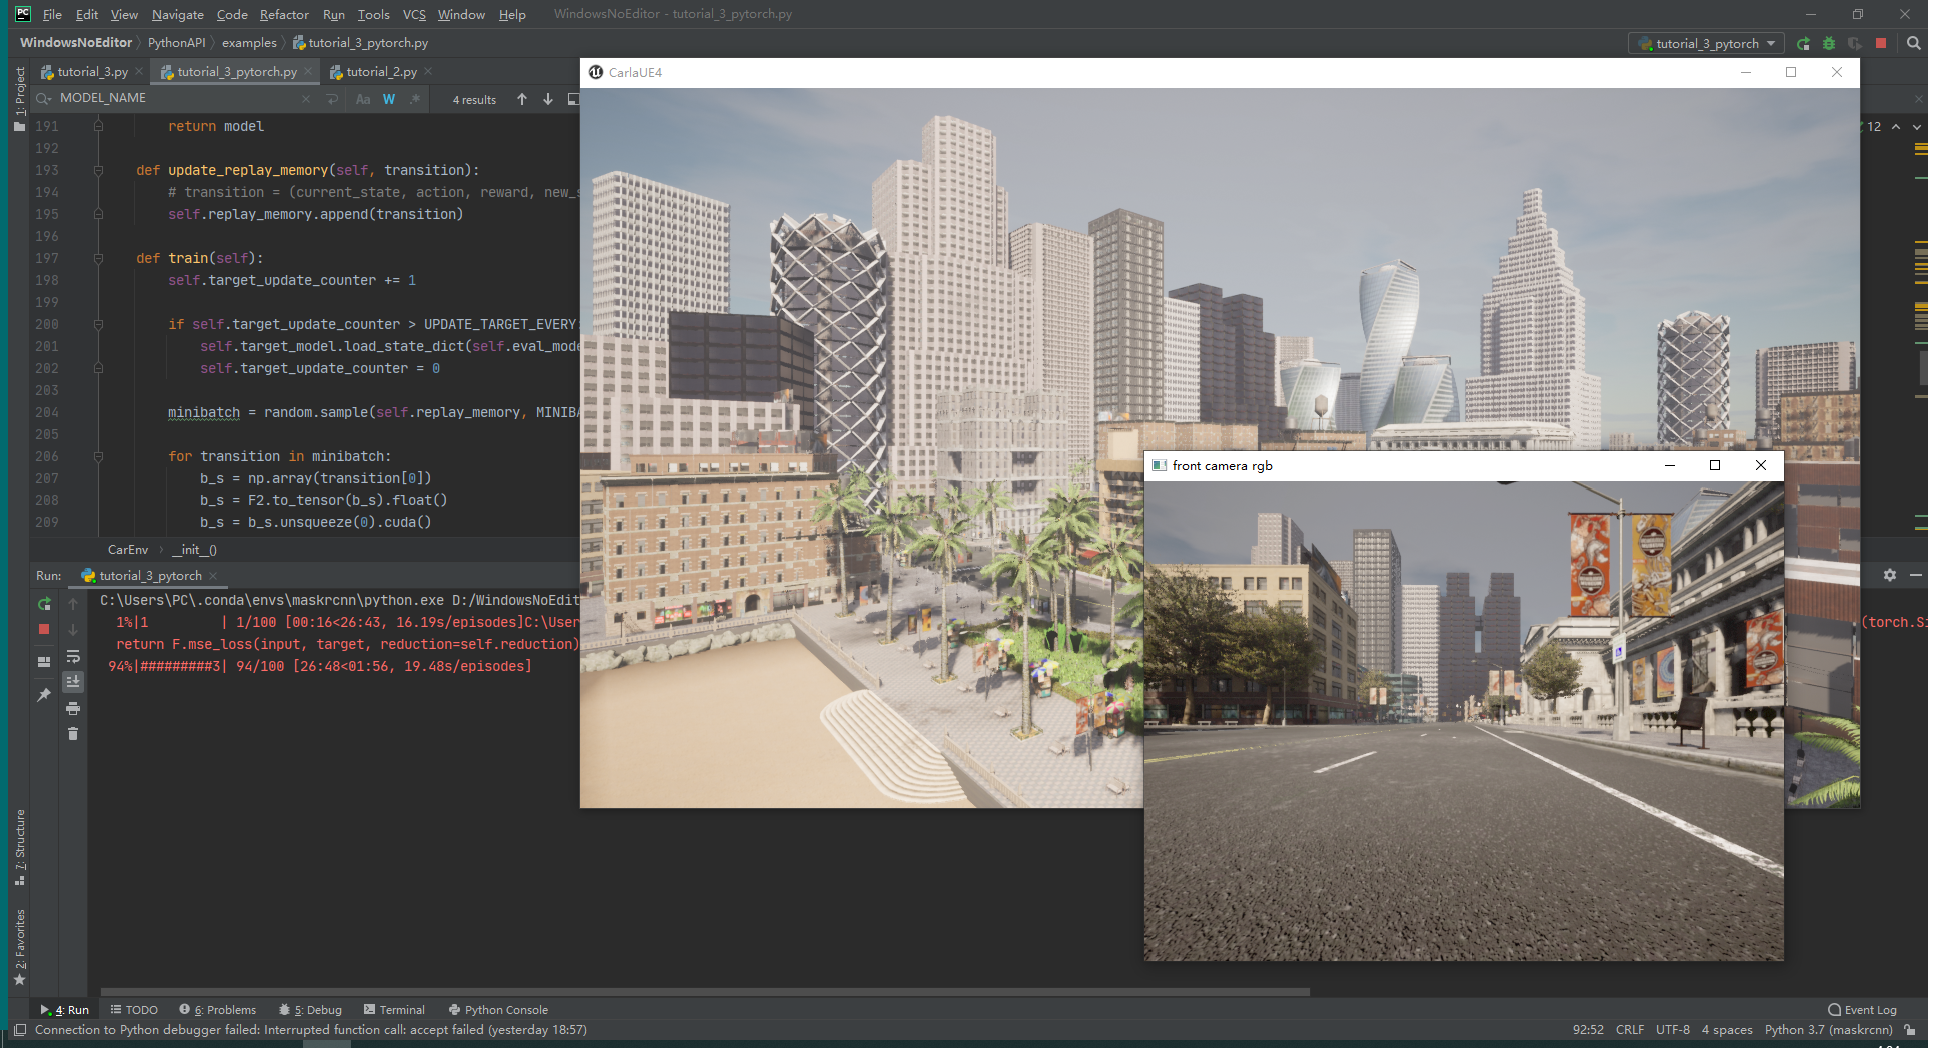 PC File Edit View Navigate Code Refactor Run Tools VCS Window Help WindowsNoEditor - tutorial_3_pytorch.py
WindowsNoEditor PythonAPI examples tutorial_3_pytorch.py tutorial_3_pytorch
1: Project
tutorial_3.py tutorial_3_pytorch.py tutorial_2.py
MODEL_NAME Aa W .* 4 results
12
191 return model
192
193 def update_replay_memory(self, transition):
194 # transition = (current_state, action, reward, new_s
195 self.replay_memory.append(transition)
196
197 def train(self):
198 self.target_update_counter += 1
199
200 if self.target_update_counter > UPDATE_TARGET_EVERY:
201 self.target_model.load_state_dict(self.eval_mode
202 self.target_update_counter = 0
203
204 minibatch = random.sample(self.replay_memory, MINIBA
205
206 for transition in minibatch:
207 b_s = np.array(transition[0])
208 b_s = F2.to_tensor(b_s).float()
209 b_s = b_s.unsqueeze(0).cuda()
CarEnv __init__()
CarlaUE4
front camera rgb
Run: tutorial_3_pytorch
C:\Users\PC\.conda\envs\maskrcnn\python.exe D:/WindowsNoEdit
1%|1 | 1/100 [00:16<26:43, 16.19s/episodes]C:\User
(torch.Si
return F.mse_loss(input, target, reduction=self.reduction)
94%|#########3| 94/100 [26:48<01:56, 19.48s/episodes]
7: Structure
2: Favorites
4: Run TODO 6: Problems 5: Debug Terminal Python Console Event Log
Connection to Python debugger failed: Interrupted function call: accept failed (yesterday 18:57) 92:52 CRLF UTF-8 4 spaces Python 3.7 (maskrcnn)